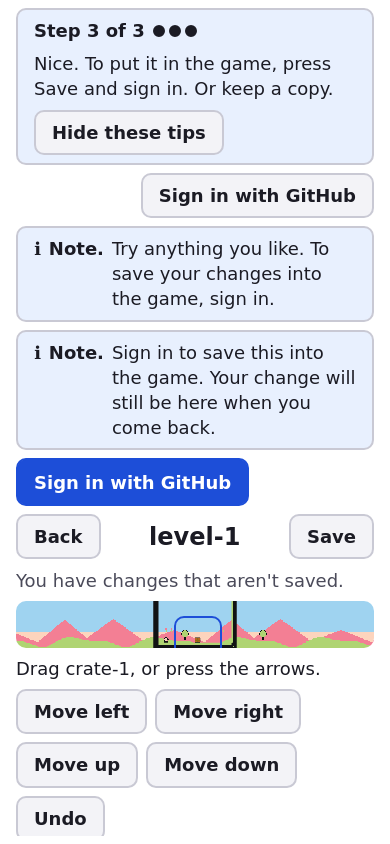 Step 3 of 3
Nice. To put it in the game, press
Save and sign in. Or keep a copy.
Hide these tips
Sign in with GitHub
ℹ Note. Try anything you like. To
save your changes into
the game, sign in.
ℹ Note. Sign in to save this into
the game. Your change will
still be here when you
come back.
Sign in with GitHub
Back level-1 Save
You have changes that aren't saved.
Drag crate-1, or press the arrows.
Move left Move right
Move up Move down
Undo